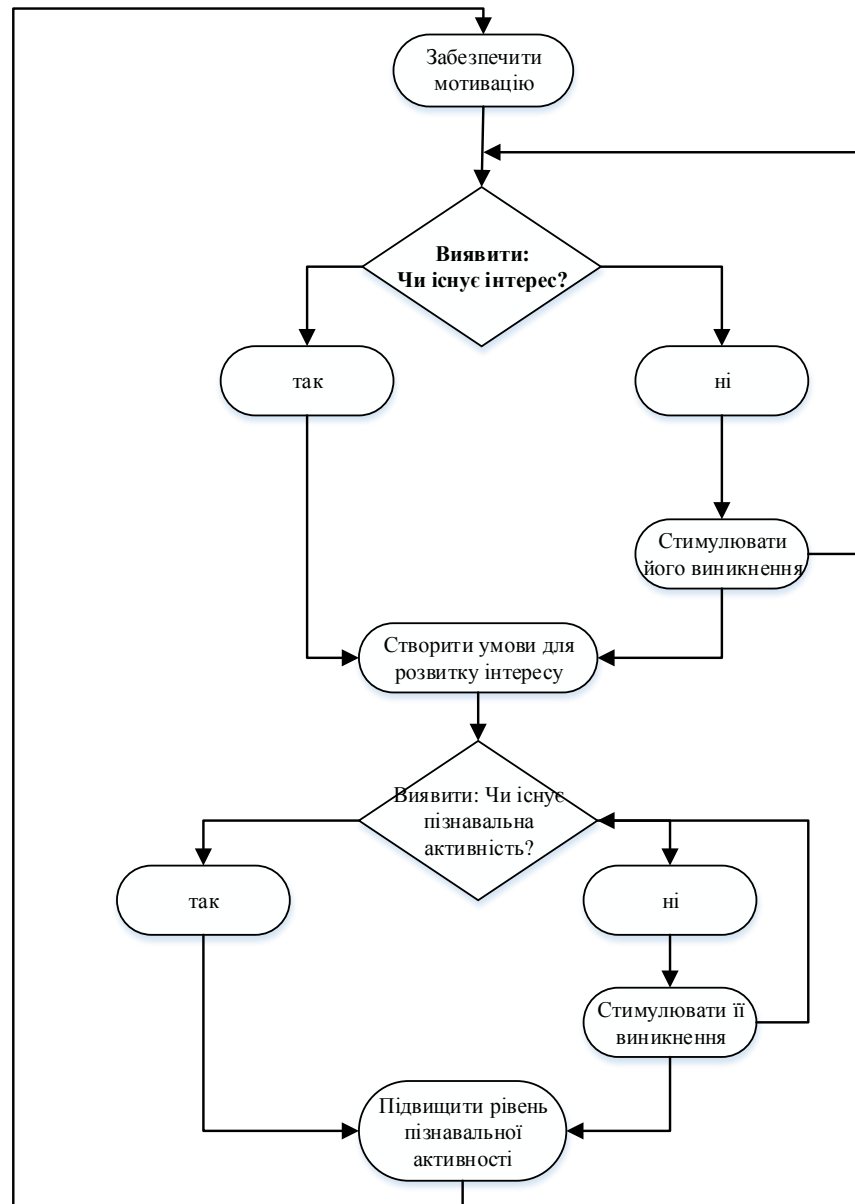 Забезпечити
мотивацію
Виявити:
Чи існує інтерес?
так
ні
Стимулювати
його виникнення
Створити умови для
розвитку інтересу
Виявити: Чи існує
пізнавальна
активність?
так
ні
Стимулювати її
виникнення
Підвищити рівень
пізнавальної
активності